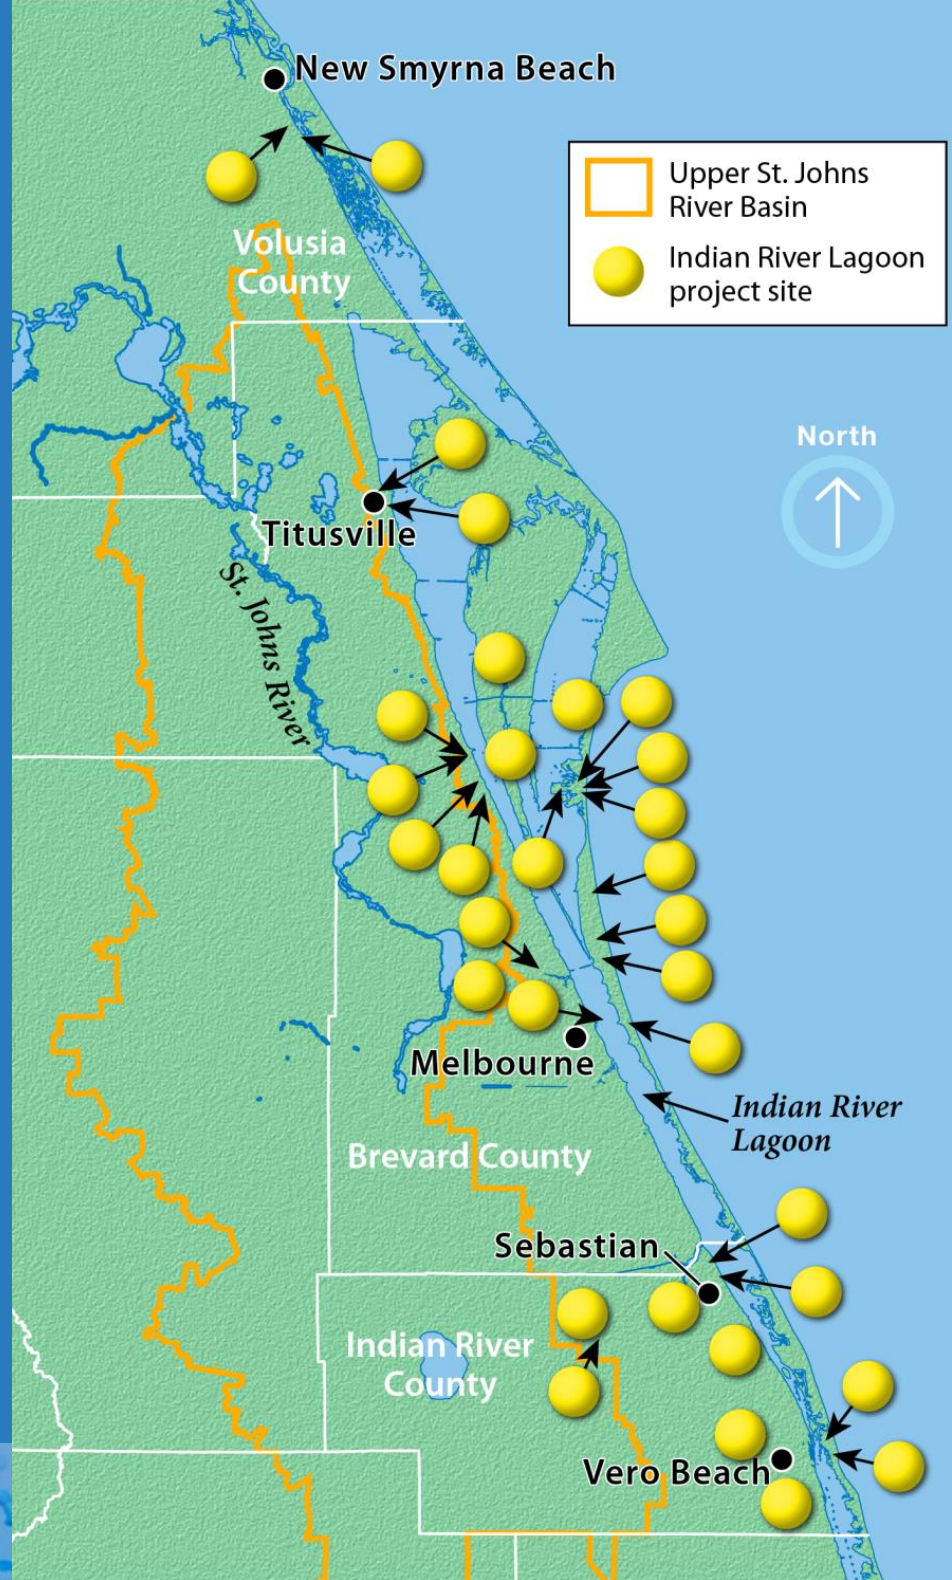 New Smyrna Beach
Upper St. Johns
River Basin
Indian River Lagoon
project site
Volusia
County
North
Titusville
St. Johns River
Melbourne
Indian River
Lagoon
Brevard County
Sebastian
Indian River
County
Vero Beach